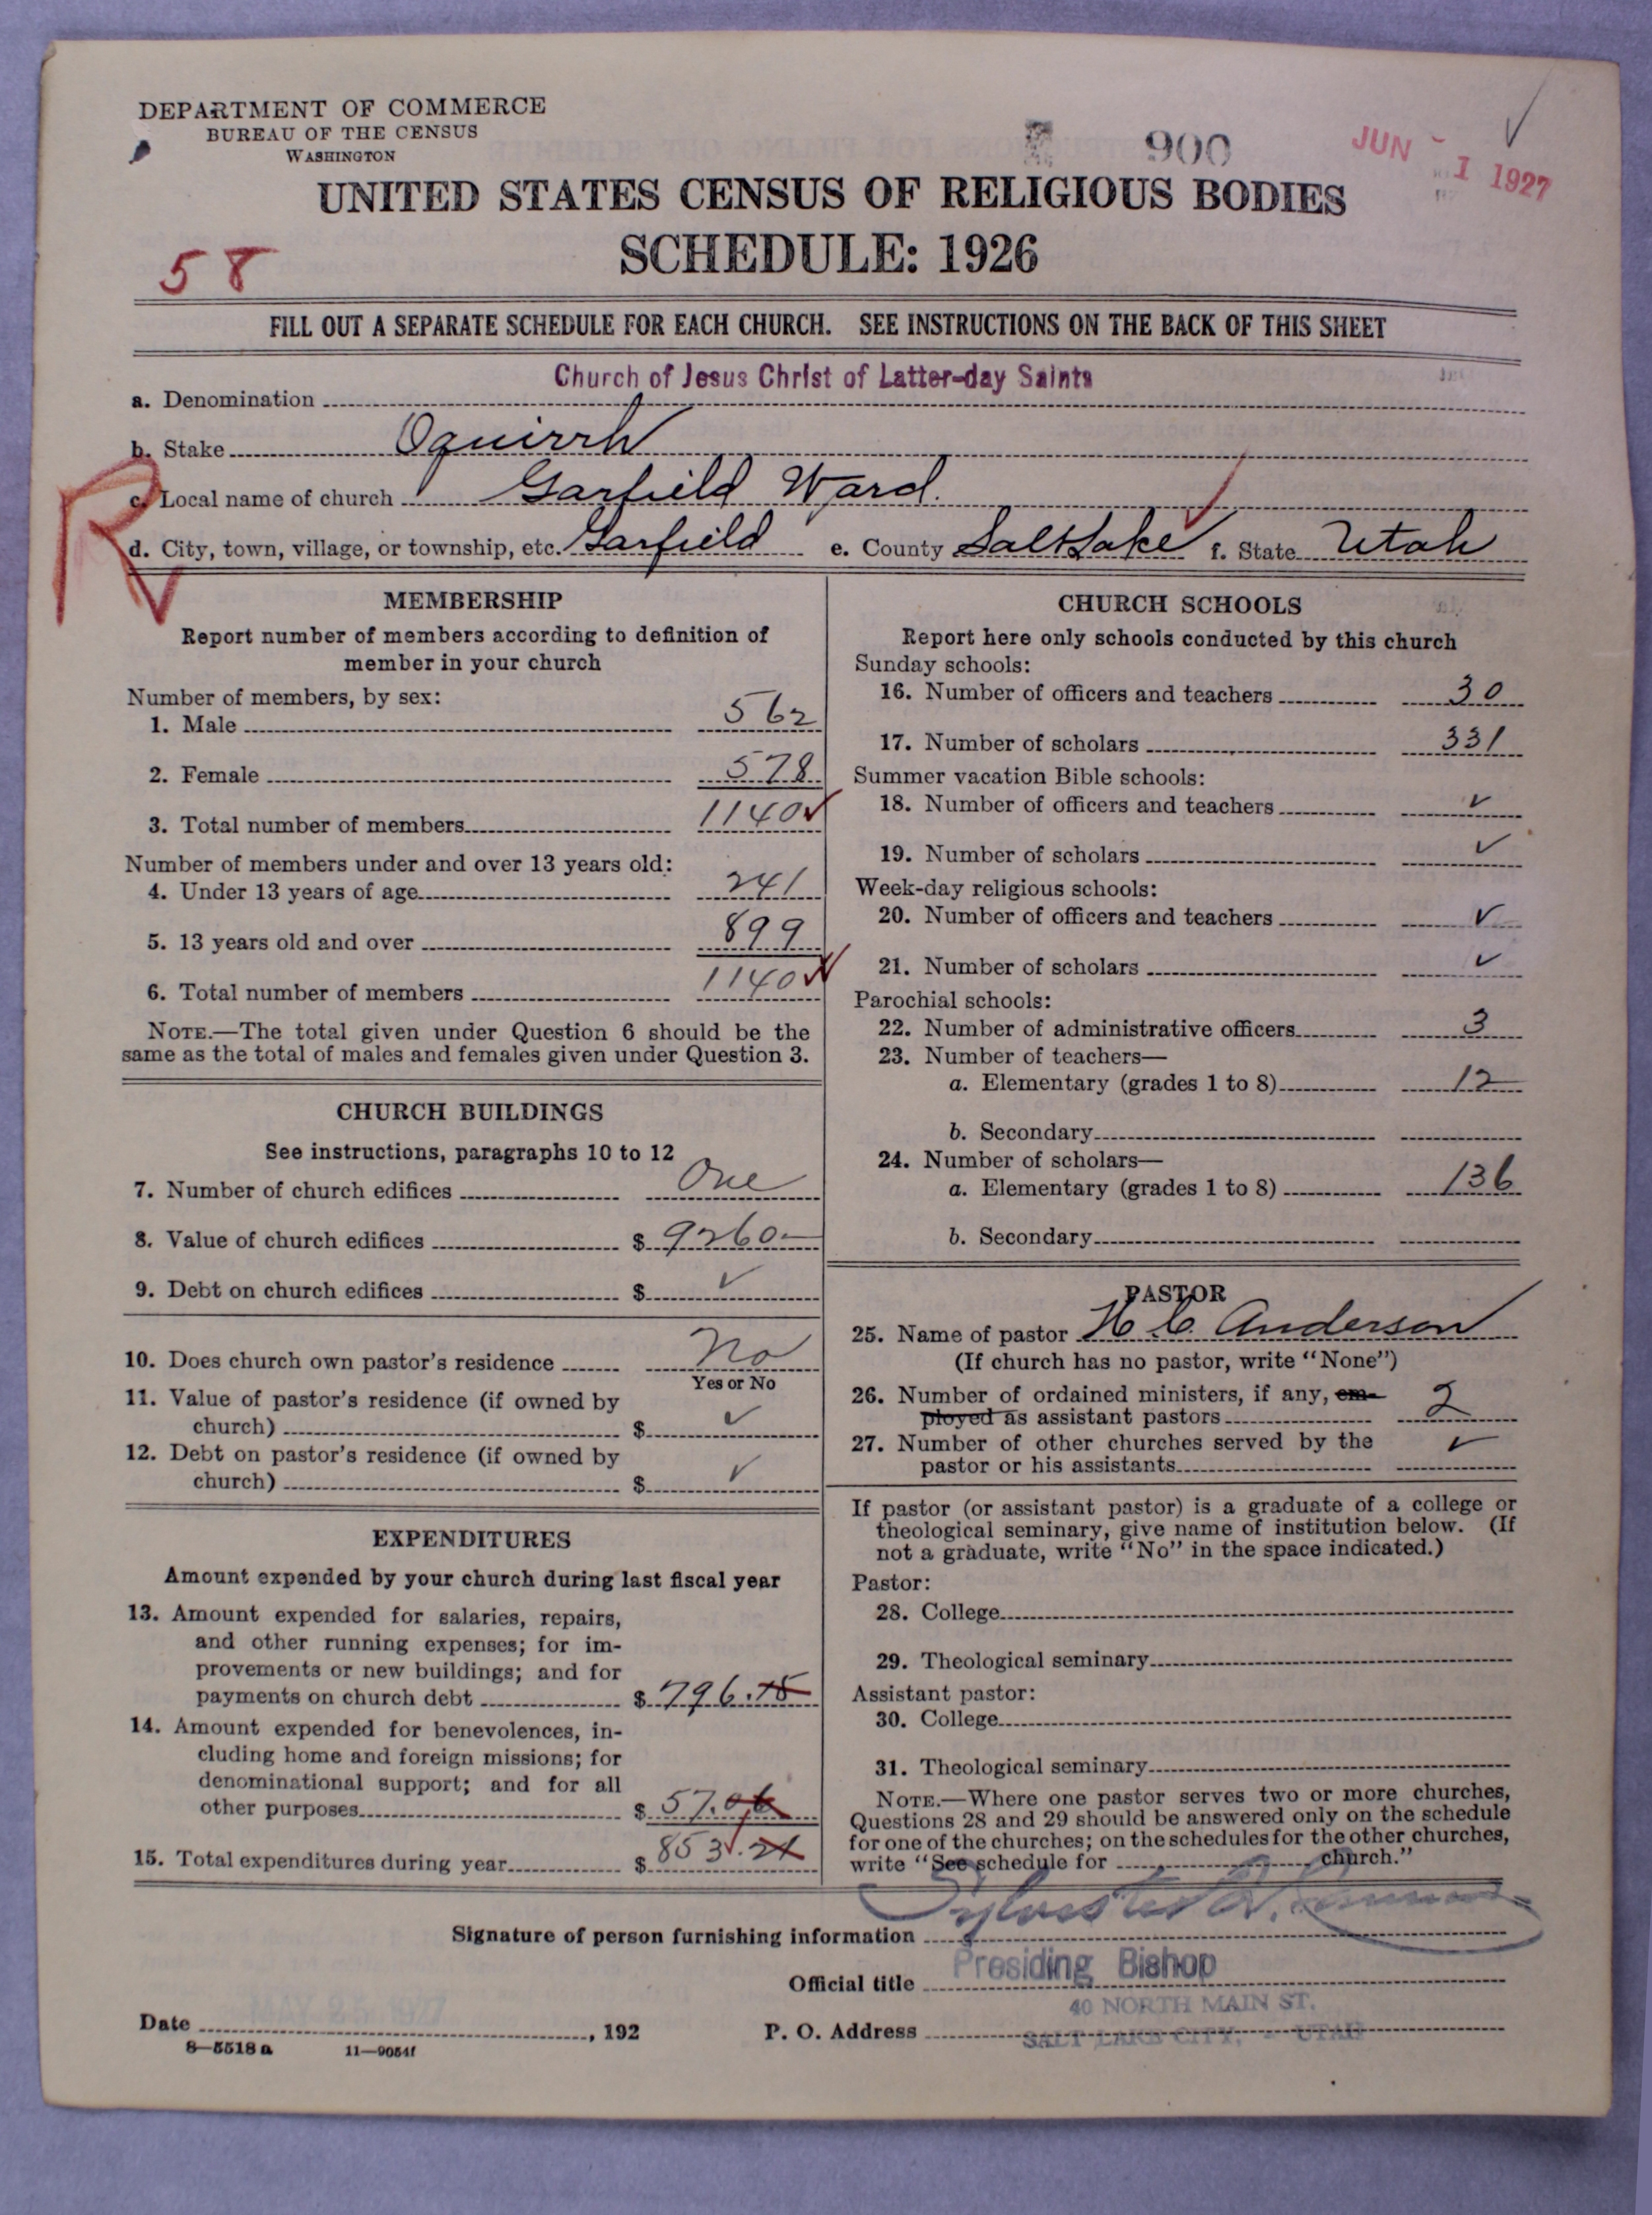 DEPARTMENT OF COMMERCE
BUREAU OF THE CENSUS
WASHINGTON
900
JUN - 1 1927
UNITED STATES CENSUS OF RELIGIOUS BODIES
SCHEDULE: 1926
58
FILL OUT A SEPARATE SCHEDULE FOR EACH CHURCH. SEE INSTRUCTIONS ON THE BACK OF THIS SHEET
a. Denomination Church of Jesus Christ of Latter-day Saints
b. Stake Oquirrh
R
c. Local name of church Garfield Ward.
d. City, town, village, or township, etc. Garfield e. County Salt Lake f. State Utah
MEMBERSHIP
Report number of members according to definition of
member in your church
Number of members, by sex:
1. Male 562
2. Female 578
3. Total number of members 1140 ✓
Number of members under and over 13 years old:
4. Under 13 years of age 241
5. 13 years old and over 899
6. Total number of members 1140 ✓
NOTE.—The total given under Question 6 should be the
same as the total of males and females given under Question 3.
CHURCH BUILDINGS
See instructions, paragraphs 10 to 12
7. Number of church edifices One
8. Value of church edifices $ 9260—
9. Debt on church edifices $ ✓
10. Does church own pastor's residence No
Yes or No
11. Value of pastor's residence (if owned by
church) $ ✓
12. Debt on pastor's residence (if owned by
church) $ ✓
EXPENDITURES
Amount expended by your church during last fiscal year
13. Amount expended for salaries, repairs,
and other running expenses; for im-
provements or new buildings; and for
payments on church debt $ 796.18
14. Amount expended for benevolences, in-
cluding home and foreign missions; for
denominational support; and for all
other purposes $ 57.06
15. Total expenditures during year $ 853.24
CHURCH SCHOOLS
Report here only schools conducted by this church
Sunday schools:
16. Number of officers and teachers 30
17. Number of scholars 331
Summer vacation Bible schools:
18. Number of officers and teachers ✓
19. Number of scholars ✓
Week-day religious schools:
20. Number of officers and teachers ✓
21. Number of scholars ✓
Parochial schools:
22. Number of administrative officers 3
23. Number of teachers—
a. Elementary (grades 1 to 8) 12
b. Secondary
24. Number of scholars—
a. Elementary (grades 1 to 8) 136
b. Secondary
PASTOR
25. Name of pastor H C Anderson
(If church has no pastor, write "None")
26. Number of ordained ministers, if any, em-
ployed as assistant pastors 2
27. Number of other churches served by the
pastor or his assistants ✓
If pastor (or assistant pastor) is a graduate of a college or
theological seminary, give name of institution below. (If
not a graduate, write "No" in the space indicated.)
Pastor:
28. College
29. Theological seminary
Assistant pastor:
30. College
31. Theological seminary
NOTE.—Where one pastor serves two or more churches,
Questions 28 and 29 should be answered only on the schedule
for one of the churches; on the schedules for the other churches,
write "See schedule for church."
Signature of person furnishing information Sylvester Q. Cannon
Official title Presiding Bishop
40 NORTH MAIN ST.
Date MAY 25 1927, 192 P. O. Address SALT LAKE CITY, - UTAH
8—5518 a 11—9054f